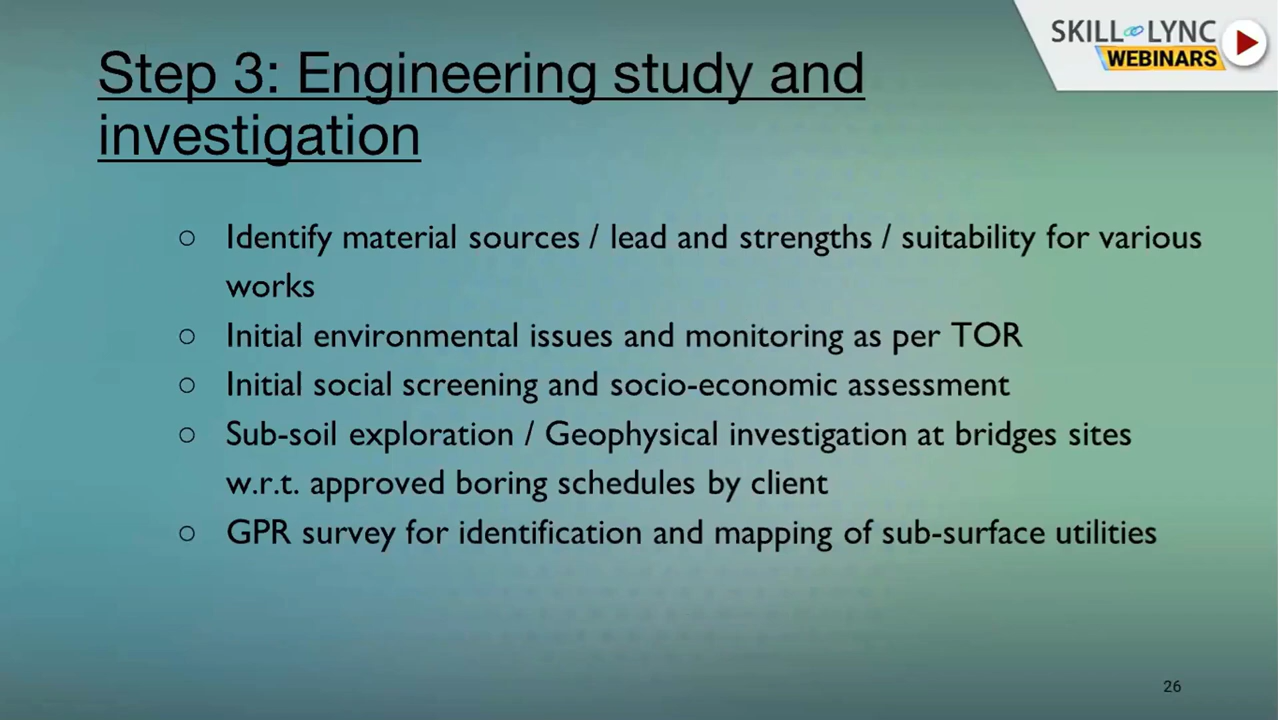 SKILL LYNC
WEBINARS
Step 3: Engineering study and
investigation
○ Identify material sources / lead and strengths / suitability for various
works
○ Initial environmental issues and monitoring as per TOR
○ Initial social screening and socio-economic assessment
○ Sub-soil exploration / Geophysical investigation at bridges sites
w.r.t. approved boring schedules by client
○ GPR survey for identification and mapping of sub-surface utilities
26